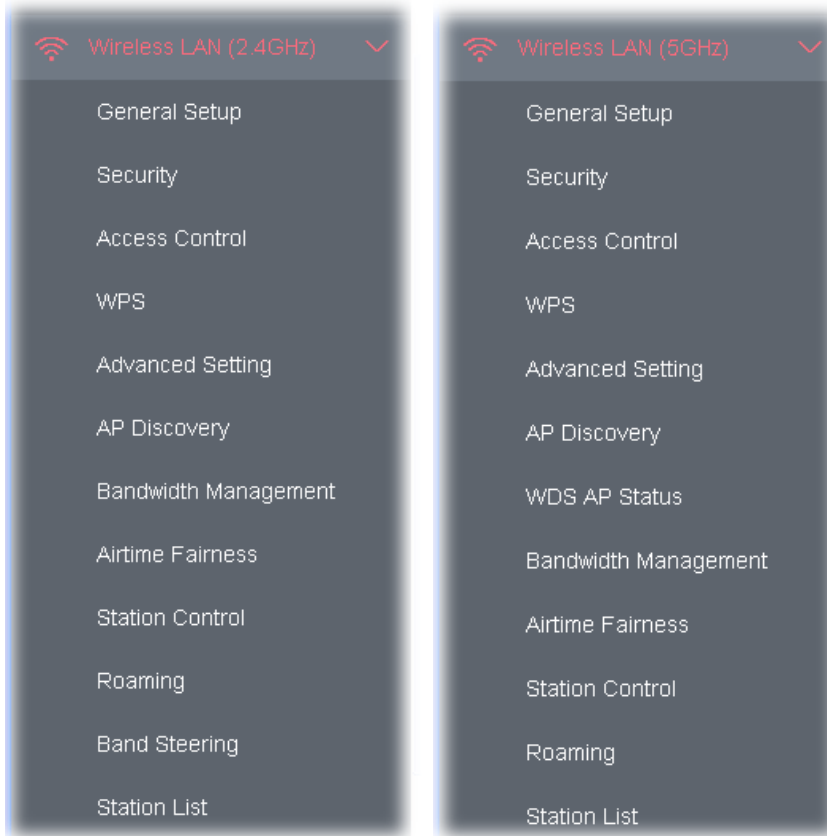 Wireless LAN (2.4GHz)
General Setup
Security
Access Control
WPS
Advanced Setting
AP Discovery
Bandwidth Management
Airtime Fairness
Station Control
Roaming
Band Steering
Station List
Wireless LAN (5GHz)
General Setup
Security
Access Control
WPS
Advanced Setting
AP Discovery
WDS AP Status
Bandwidth Management
Airtime Fairness
Station Control
Roaming
Station List